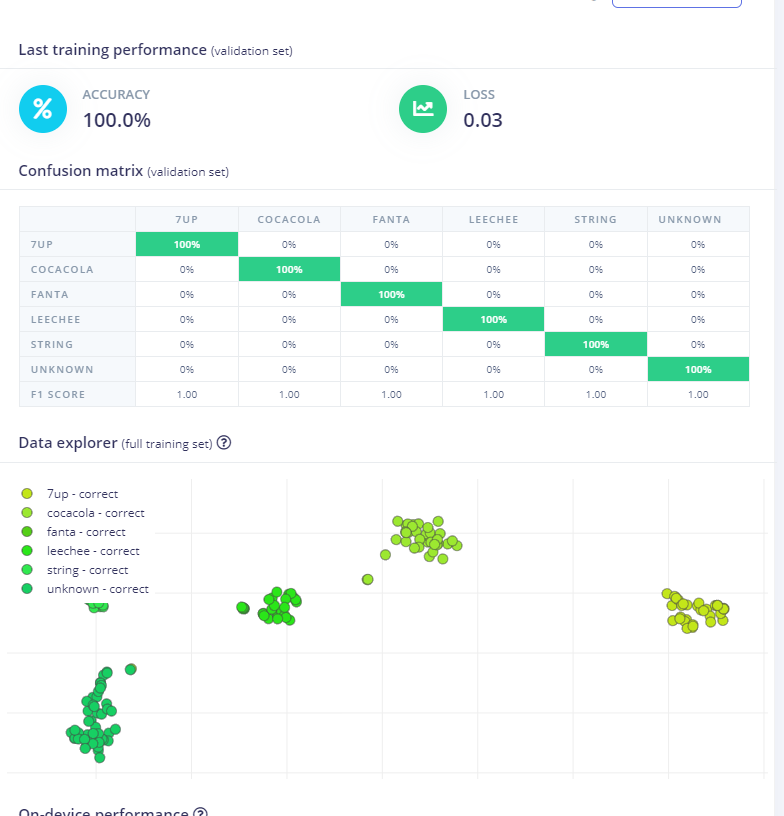 Last training performance (validation set)
% ACCURACY 100.0%
LOSS 0.03
Confusion matrix (validation set)
7UP COCACOLA FANTA LEECHEE STRING UNKNOWN
7UP 100% 0% 0% 0% 0% 0%
COCACOLA 0% 100% 0% 0% 0% 0%
FANTA 0% 0% 100% 0% 0% 0%
LEECHEE 0% 0% 0% 100% 0% 0%
STRING 0% 0% 0% 0% 100% 0%
UNKNOWN 0% 0% 0% 0% 0% 100%
F1 SCORE 1.00 1.00 1.00 1.00 1.00 1.00
Data explorer (full training set) ?
7up - correct
cocacola - correct
fanta - correct
leechee - correct
string - correct
unknown - correct
On-device performance ?